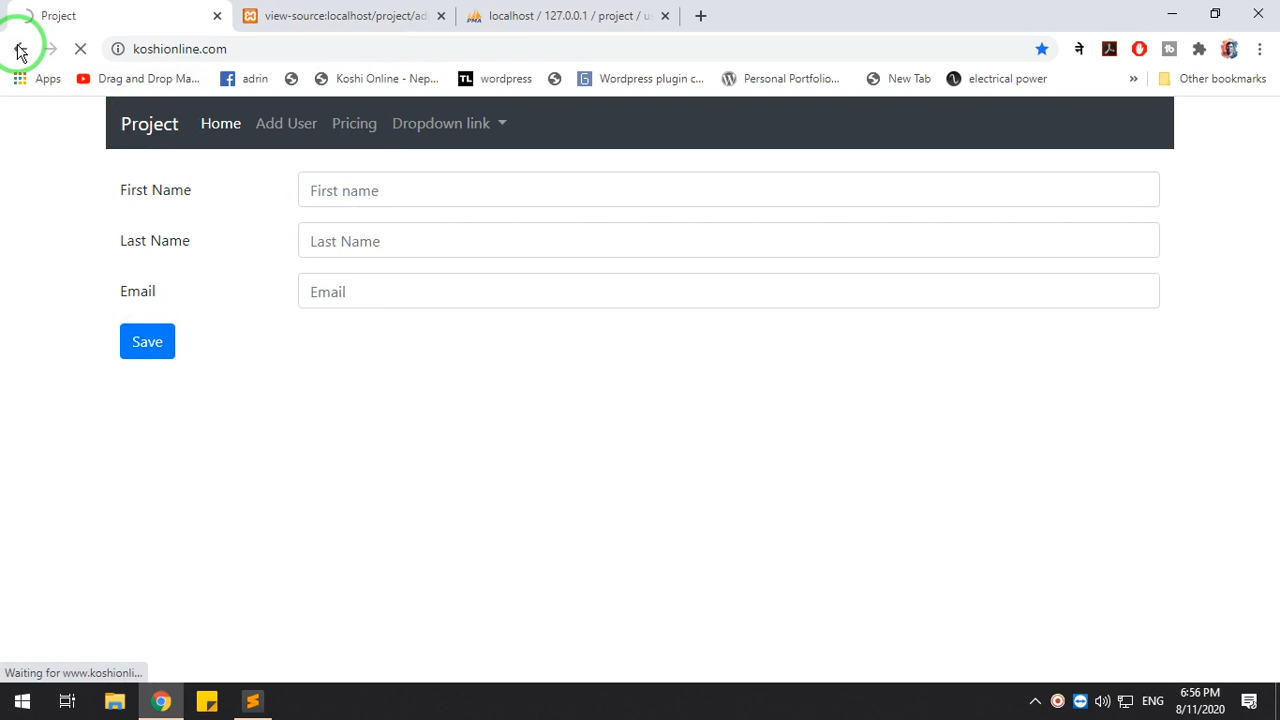 Project
view-source:localhost/project/ad
localhost / 127.0.0.1 / project / u
koshionline.com
Apps
Drag and Drop Ma...
adrin
Koshi Online - Nep...
wordpress
Wordpress plugin c...
Personal Portfolio...
New Tab
electrical power
»
Other bookmarks
Project Home Add User Pricing Dropdown link
First Name First name
Last Name Last Name
Email Email
Save
Waiting for www.koshionli...
ENG
6:56 PM
8/11/2020